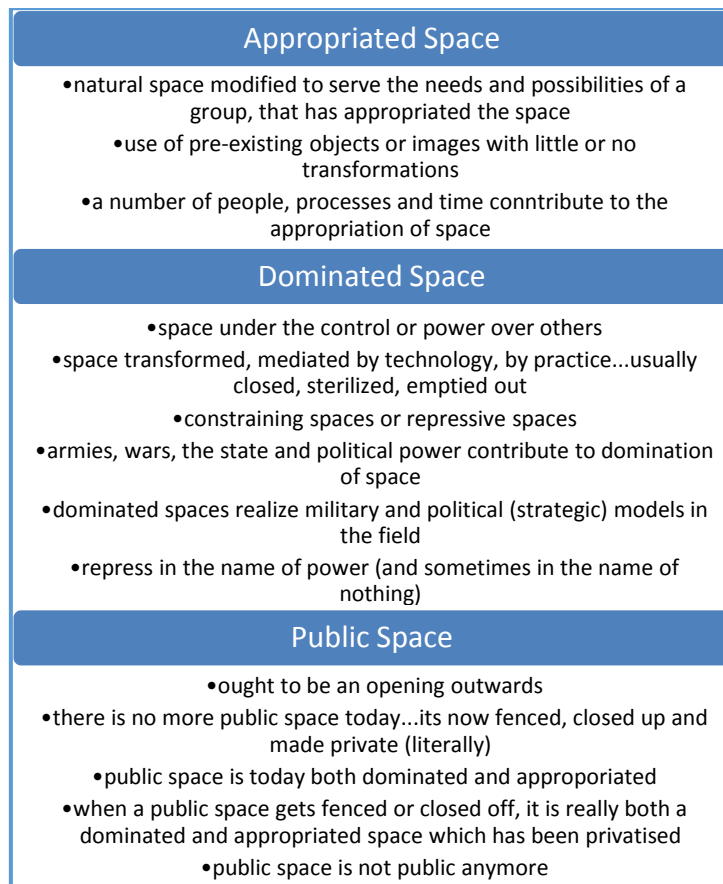 Appropriated Space
•natural space modified to serve the needs and possibilities of a
group, that has appropriated the space
•use of pre-existing objects or images with little or no
transformations
•a number of people, processes and time conntribute to the
appropriation of space
Dominated Space
•space under the control or power over others
•space transformed, mediated by technology, by practice...usually
closed, sterilized, emptied out
•constraining spaces or repressive spaces
•armies, wars, the state and political power contribute to domination
of space
•dominated spaces realize military and political (strategic) models in
the field
•repress in the name of power (and sometimes in the name of
nothing)
Public Space
•ought to be an opening outwards
•there is no more public space today...its now fenced, closed up and
made private (literally)
•public space is today both dominated and approporiated
•when a public space gets fenced or closed off, it is really both a
dominated and appropriated space which has been privatised
•public space is not public anymore